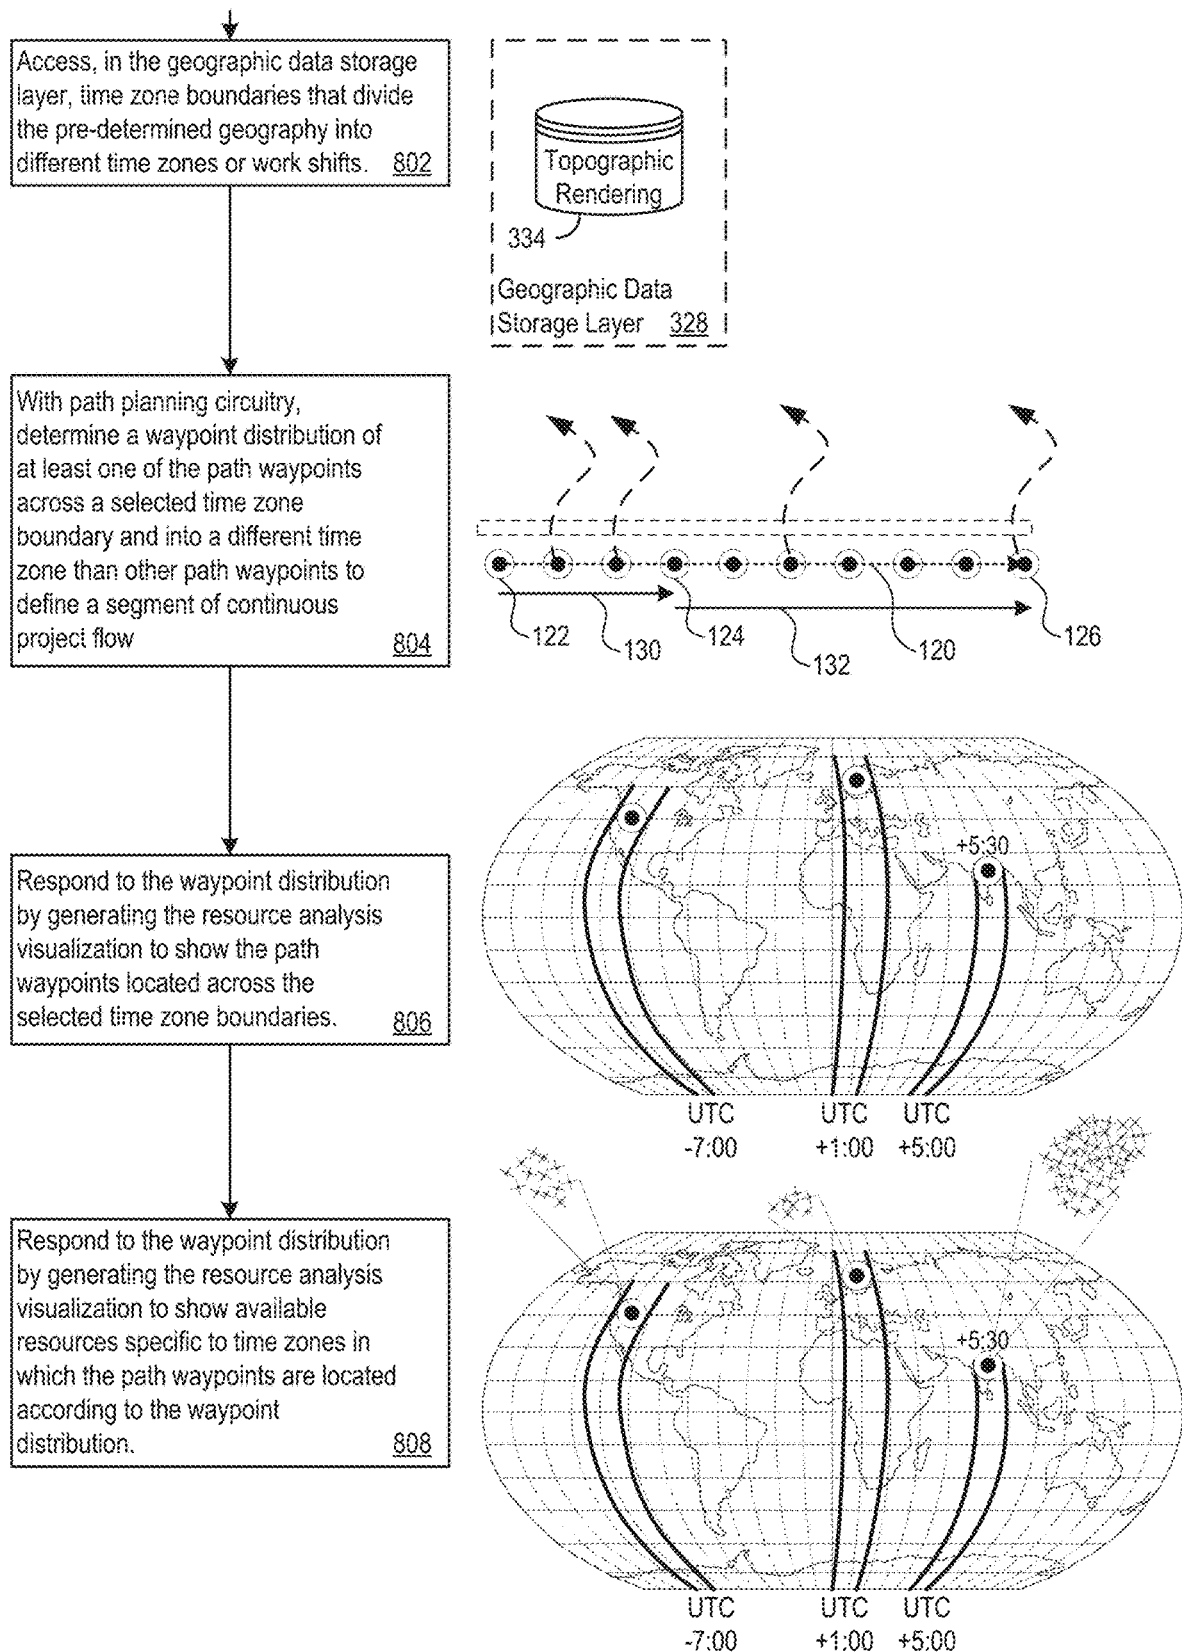 Access, in the geographic data storage
layer, time zone boundaries that divide
the pre-determined geography into
different time zones or work shifts. 802
Topographic
Rendering
334
Geographic Data
Storage Layer 328
With path planning circuitry,
determine a waypoint distribution of
at least one of the path waypoints
across a selected time zone
boundary and into a different time
zone than other path waypoints to
define a segment of continuous
project flow 804
122
130
124
132
120
126
Respond to the waypoint distribution
by generating the resource analysis
visualization to show the path
waypoints located across the
selected time zone boundaries. 806
+5:30
UTC UTC UTC
-7:00 +1:00 +5:00
Respond to the waypoint distribution
by generating the resource analysis
visualization to show available
resources specific to time zones in
which the path waypoints are located
according to the waypoint
distribution. 808
+5:30
UTC UTC UTC
-7:00 +1:00 +5:00